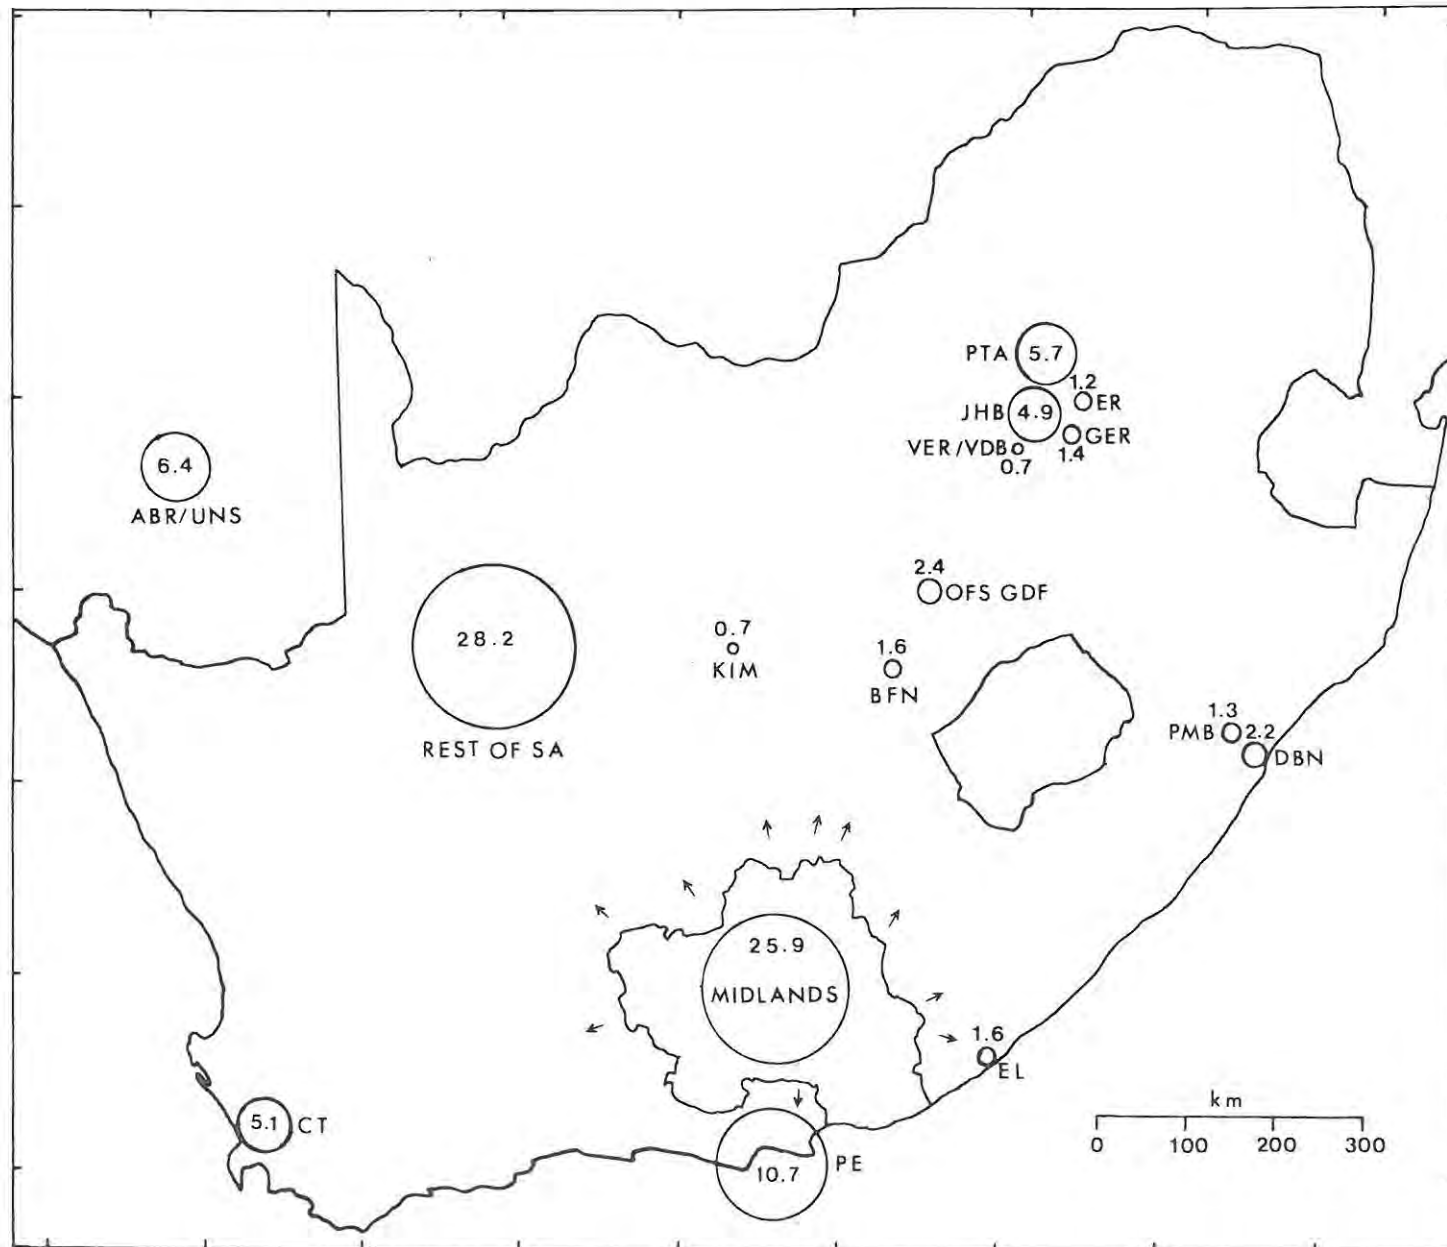 PTA 5.7
1.2
ER
JHB 4.9
GER
1.4
VER/VDB
0.7
6.4
ABR/UNS
2.4
OFS GDF
28.2
REST OF SA
0.7
KIM
1.6
BFN
1.3
PMB 2.2
DBN
25.9
MIDLANDS
1.6
EL
5.1 CT
PE
10.7
km
0 100 200 300